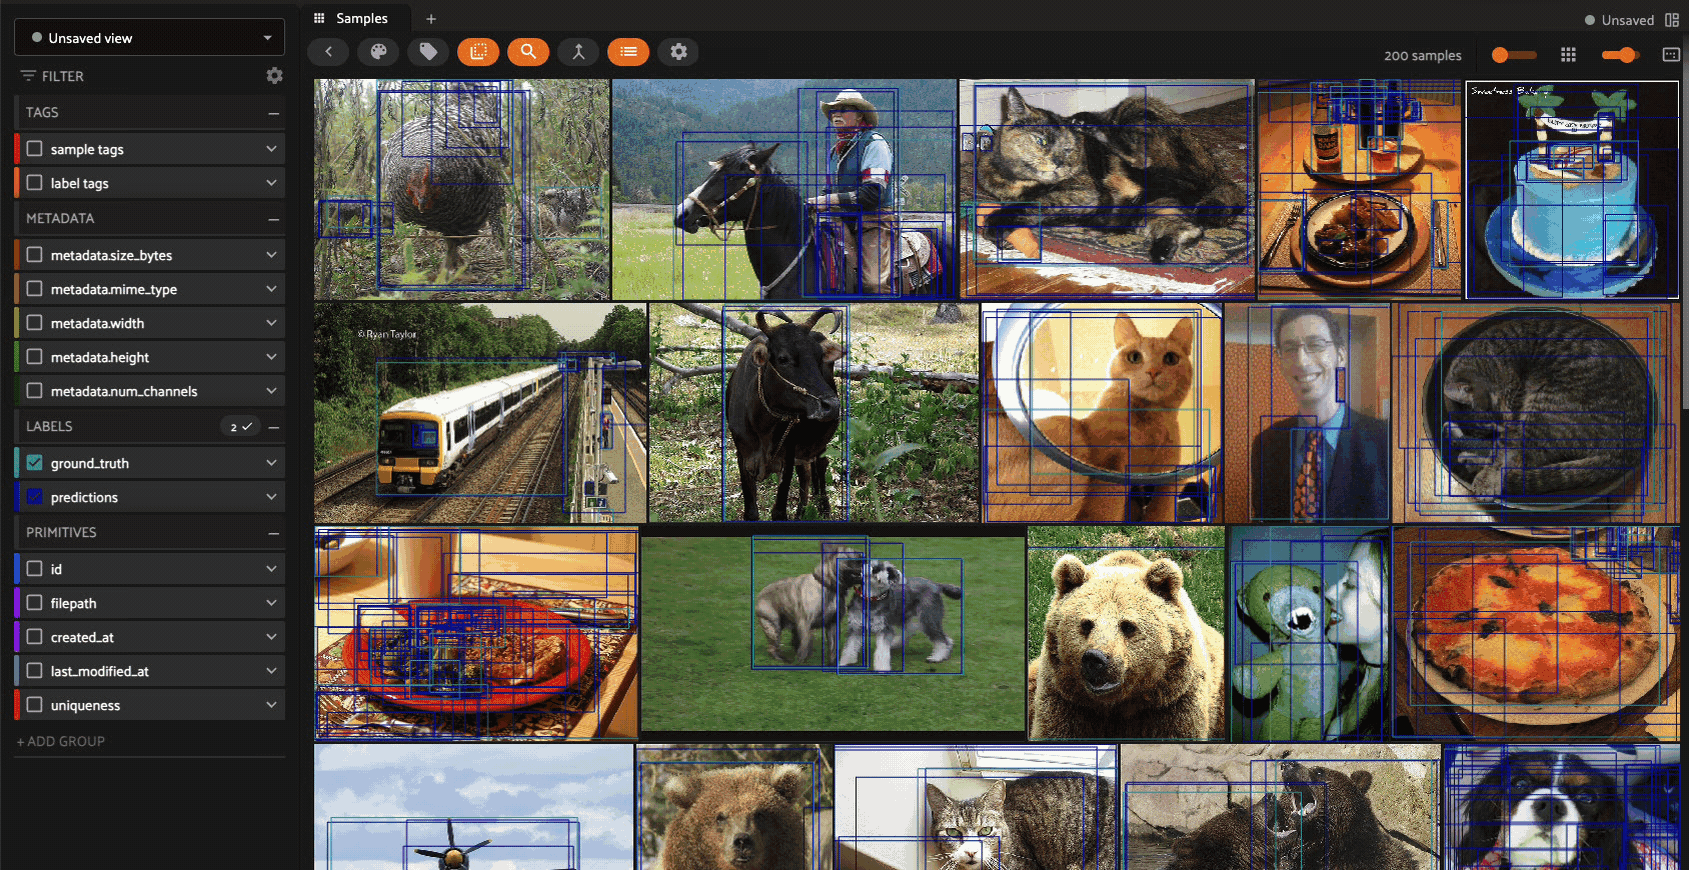 Unsaved view
Samples
+
Unsaved
FILTER
200 samples
TAGS
sample tags
label tags
METADATA
metadata.size_bytes
metadata.mime_type
metadata.width
metadata.height
metadata.num_channels
LABELS
2
ground_truth
predictions
PRIMITIVES
id
filepath
created_at
last_modified_at
uniqueness
+ ADD GROUP
© Ryan Taylor